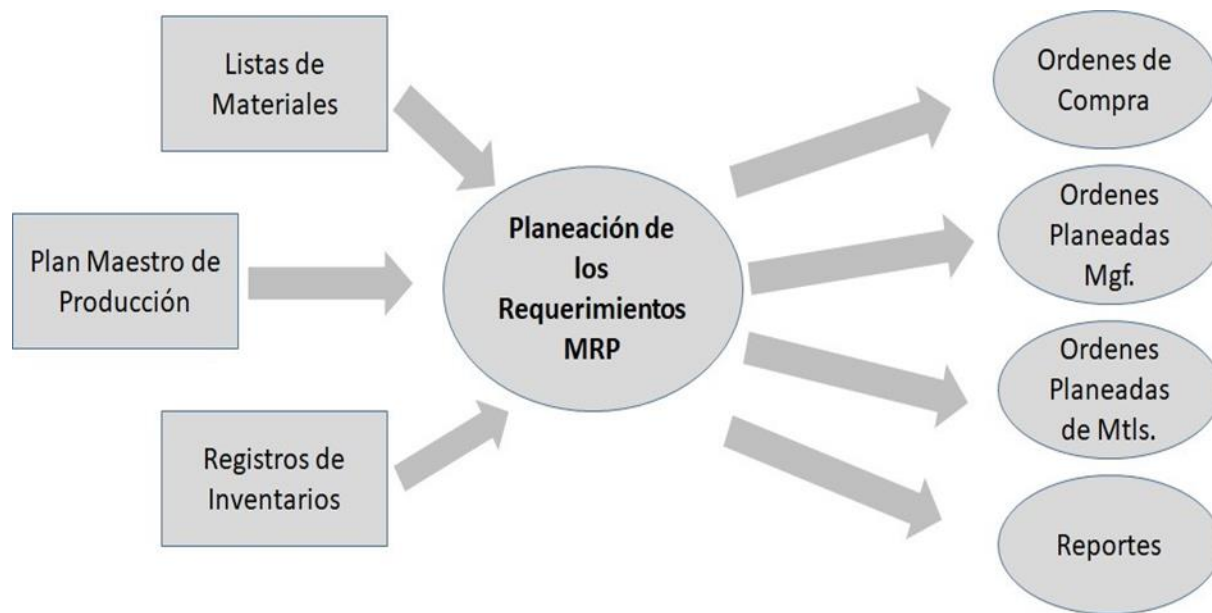 Listas de
Materiales
Plan Maestro de
Producción
Registros de
Inventarios
Planeación de
los
Requerimientos
MRP
Ordenes de
Compra
Ordenes
Planeadas
Mgf.
Ordenes
Planeadas
de Mtls.
Reportes